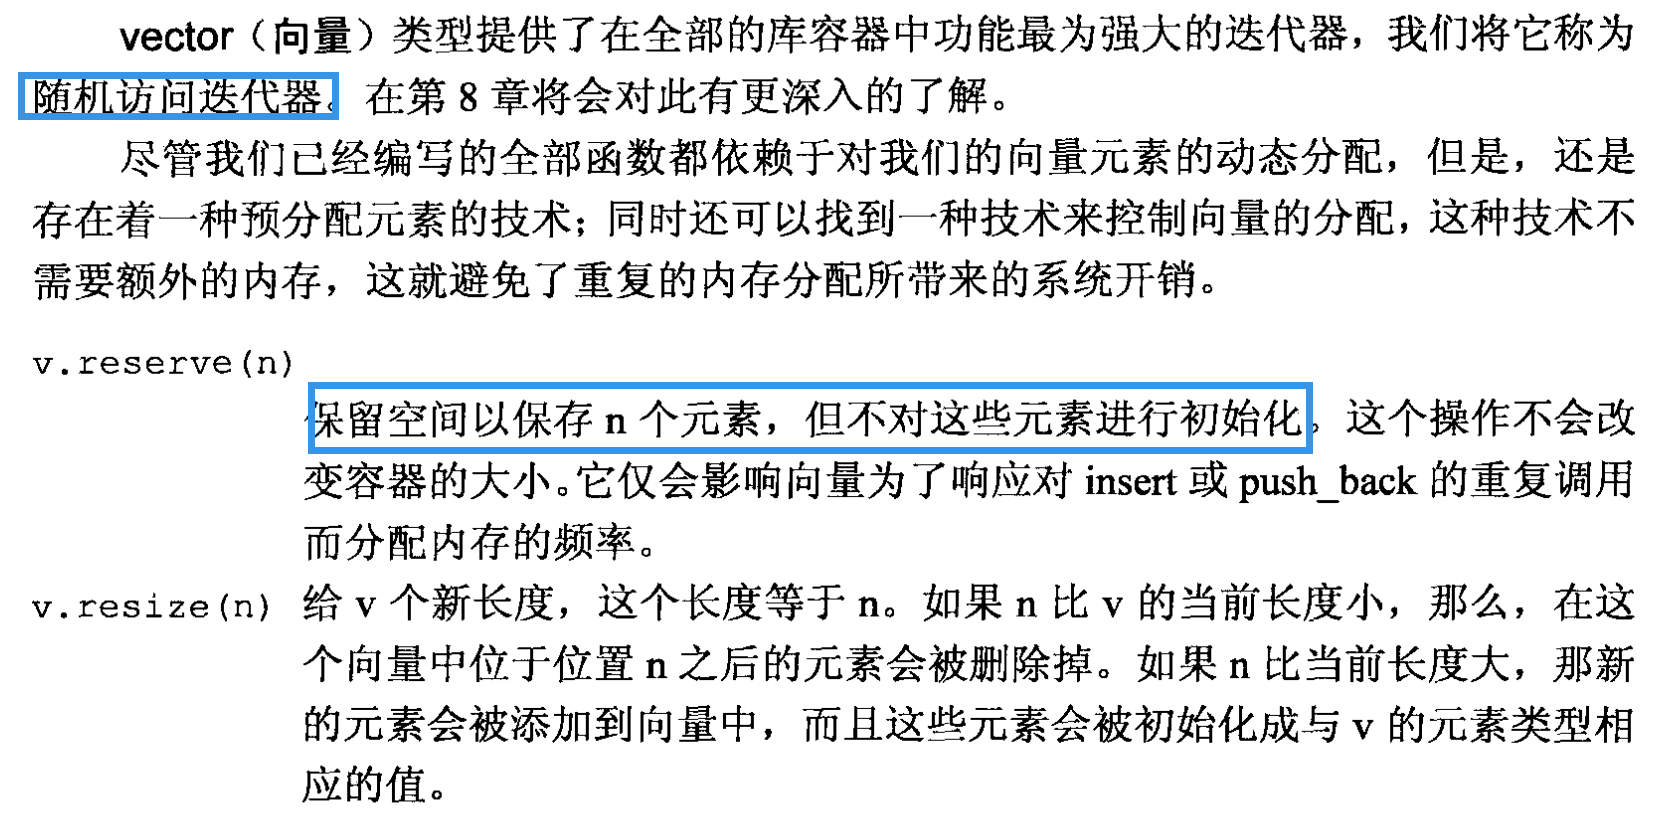 vector（向量）类型提供了在全部的库容器中功能最为强大的迭代器，我们将它称为
随机访问迭代器。在第 8 章将会对此有更深入的了解。
尽管我们已经编写的全部函数都依赖于对我们的向量元素的动态分配，但是，还是
存在着一种预分配元素的技术；同时还可以找到一种技术来控制向量的分配，这种技术不
需要额外的内存，这就避免了重复的内存分配所带来的系统开销。
v.reserve(n)
保留空间以保存 n 个元素，但不对这些元素进行初始化。这个操作不会改
变容器的大小。它仅会影响向量为了响应对 insert 或 push_back 的重复调用
而分配内存的频率。
v.resize(n) 给 v 个新长度，这个长度等于 n。如果 n 比 v 的当前长度小，那么，在这
个向量中位于位置 n 之后的元素会被删除掉。如果 n 比当前长度大，那新
的元素会被添加到向量中，而且这些元素会被初始化成与 v 的元素类型相
应的值。